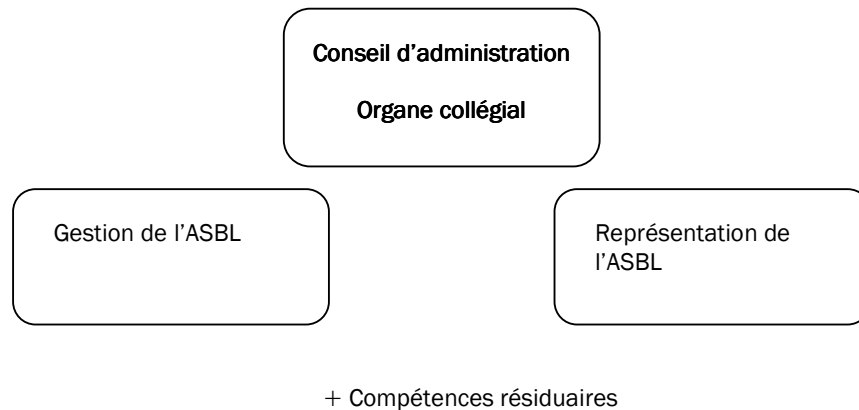 Conseil d’administration
Organe collégial
Gestion de l’ASBL
Représentation de
l’ASBL
+ Compétences résiduaires